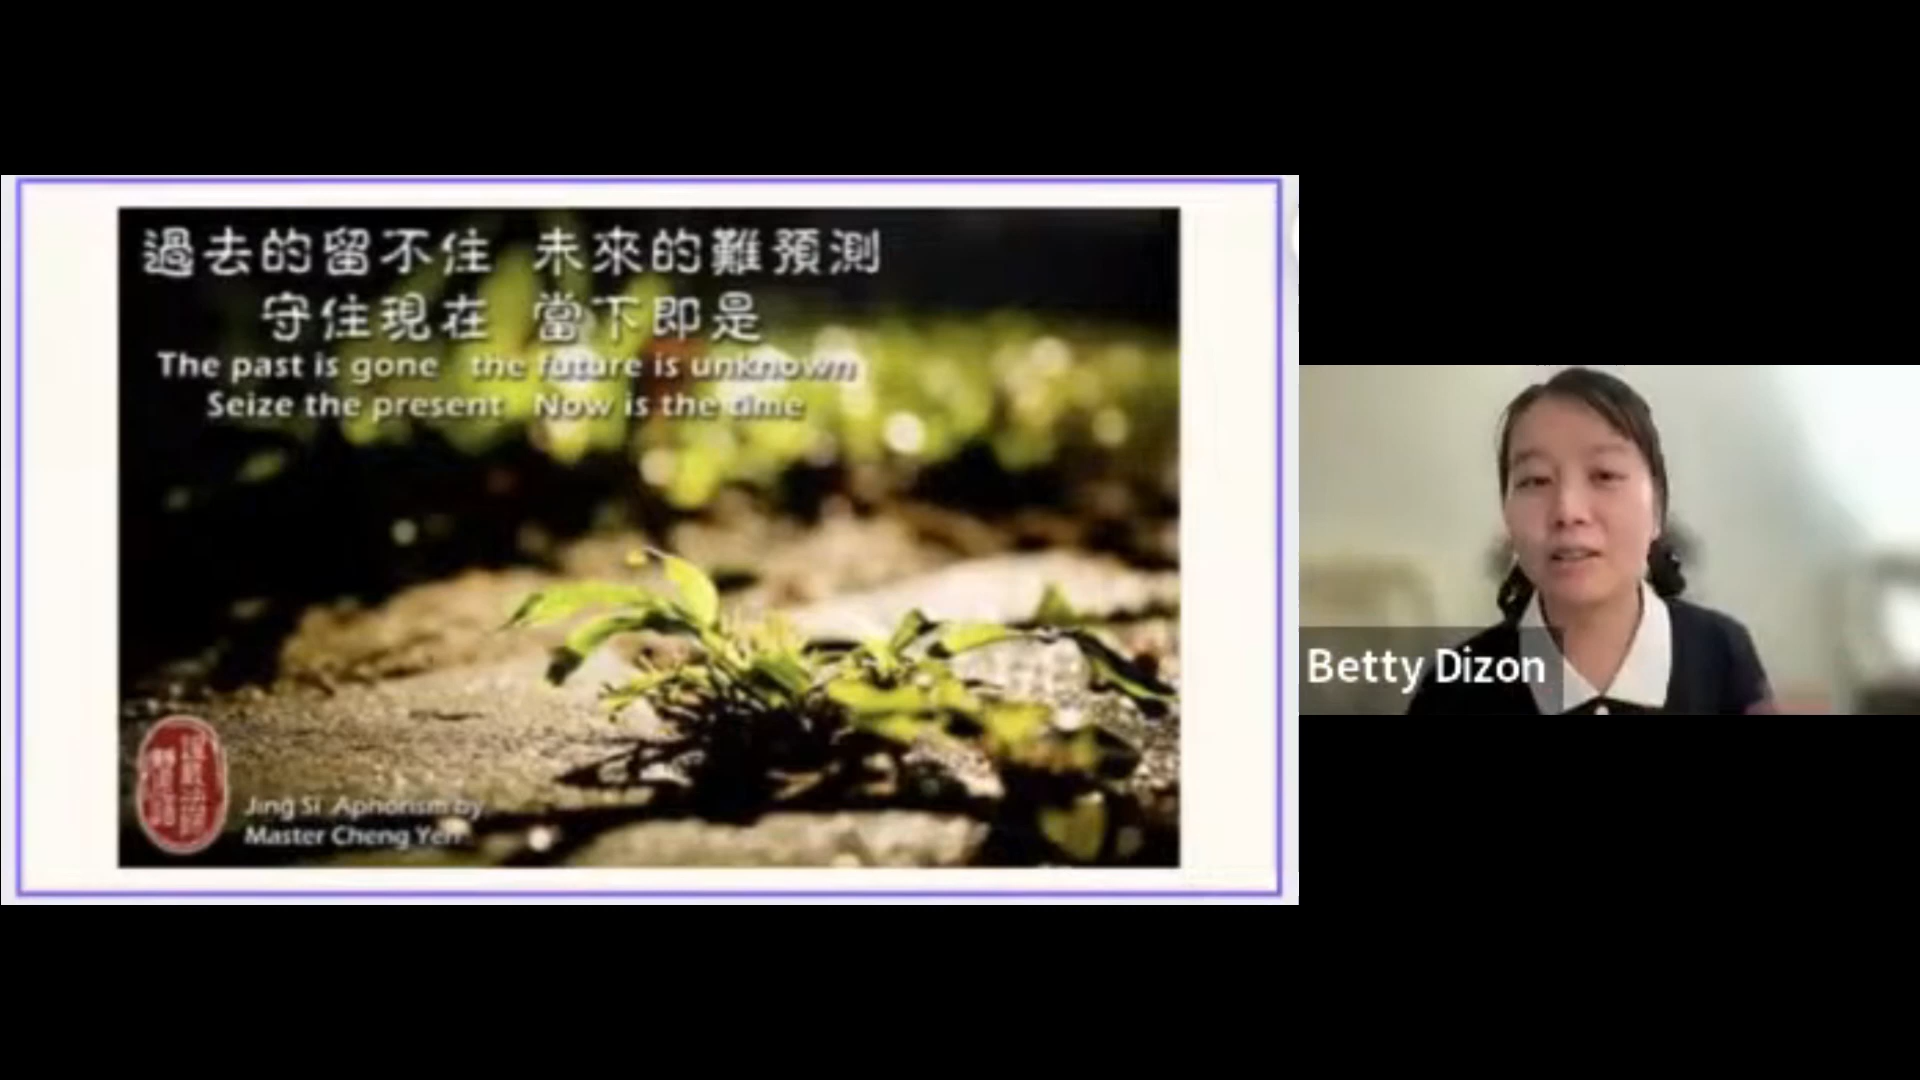 過去的留不住 未來的難預測
守住現在 當下即是
The past is gone the future is unknown
Seize the present Now is the time
Jing Si Aphorism by
Master Cheng Yen
Betty Dizon